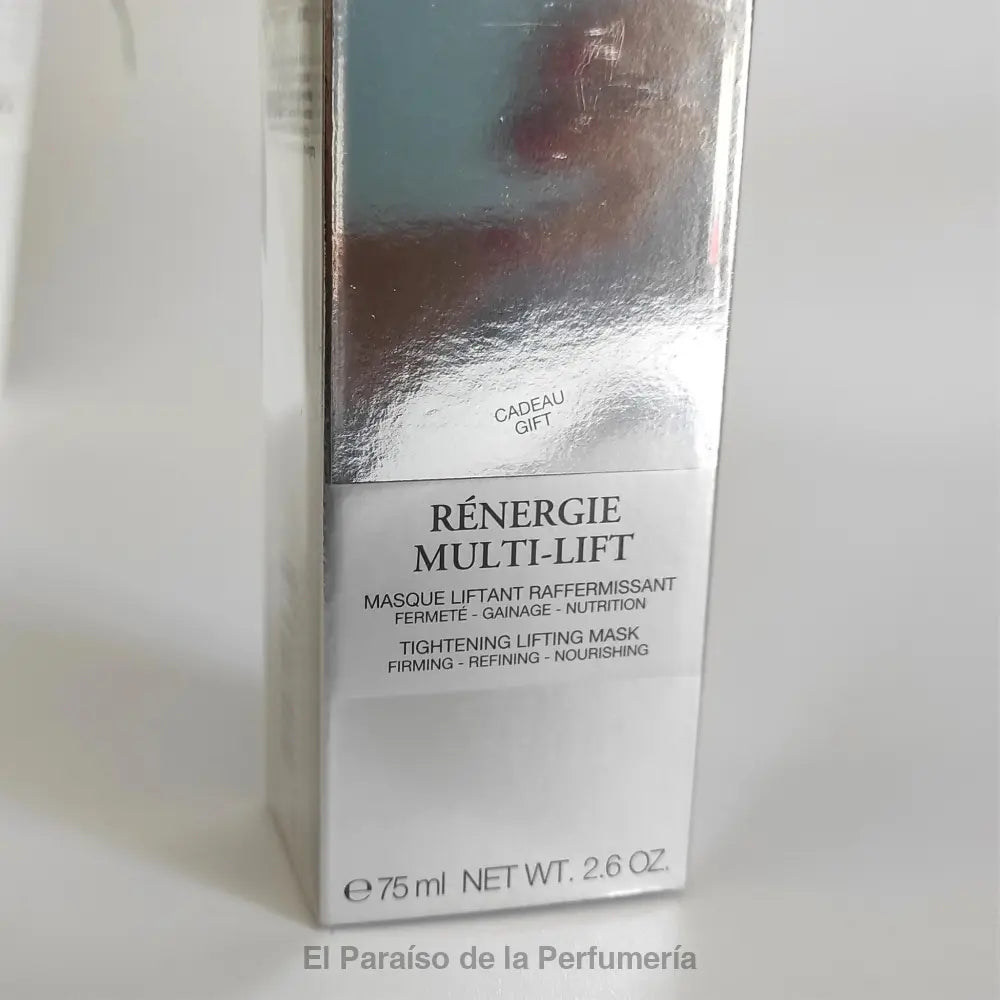 CADEAU
GIFT
RÉNERGIE
MULTI-LIFT
MASQUE LIFTANT RAFFERMISSANT
FERMETÉ - GAINAGE - NUTRITION
TIGHTENING LIFTING MASK
FIRMING - REFINING - NOURISHING
℮ 75 ml NET WT. 2.6 OZ.
El Paraíso de la Perfumería